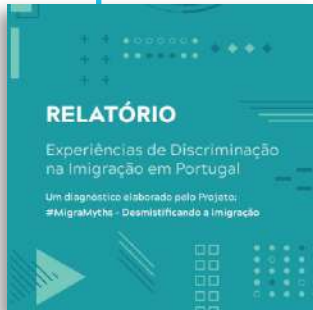 RELATÓRIO
Experiências de Discriminação
na Imigração em Portugal
Um diagnóstico elaborado pelo Projeto:
#MigraMyths - Desmistificando a Imigração